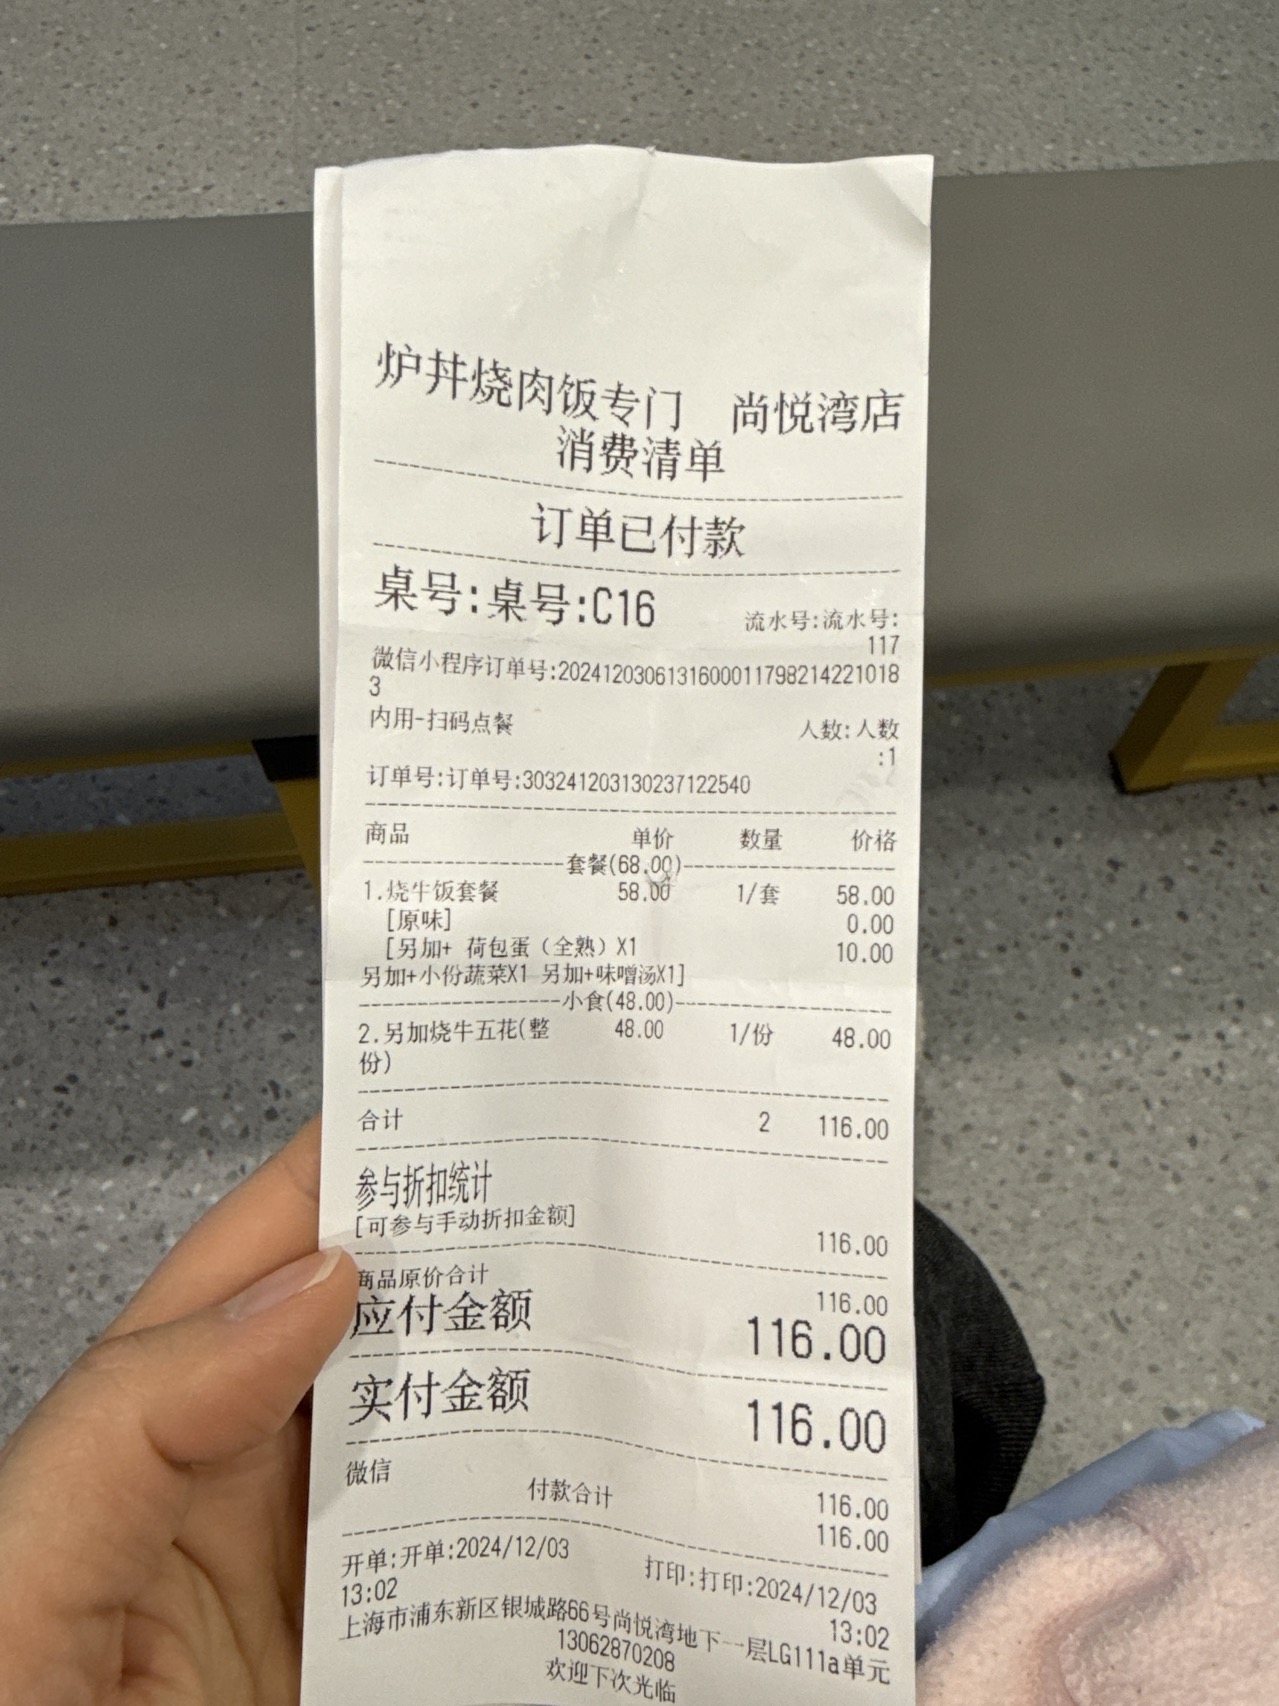 炉丼烧肉饭专门 尚悦湾店
消费清单
订单已付款
桌号:桌号:C16 流水号:流水号:
117
微信小程序订单号:202412030613160001179821422101 8
3
内用-扫码点餐 人数:人数
:1
订单号:订单号:303241203130237122540
商品 单价 数量 价格
套餐(68.00)
1.烧牛饭套餐 58.00 1/套 58.00
[原味] 0.00
[另加+ 荷包蛋（全熟）X1 10.00
另加+小份蔬菜X1 另加+味噌汤X1]
小食(48.00)
2.另加烧牛五花(整 48.00 1/份 48.00
份)
合计 2 116.00
参与折扣统计
[可参与手动折扣金额] 116.00
商品原价合计 116.00
应付金额 116.00
实付金额 116.00
微信 116.00
付款合计 116.00
开单:开单:2024/12/03 打印:打印:2024/12/03
13:02 13:02
上海市浦东新区银城路66号尚悦湾地下一层LG111a单元
13062870208
欢迎下次光临